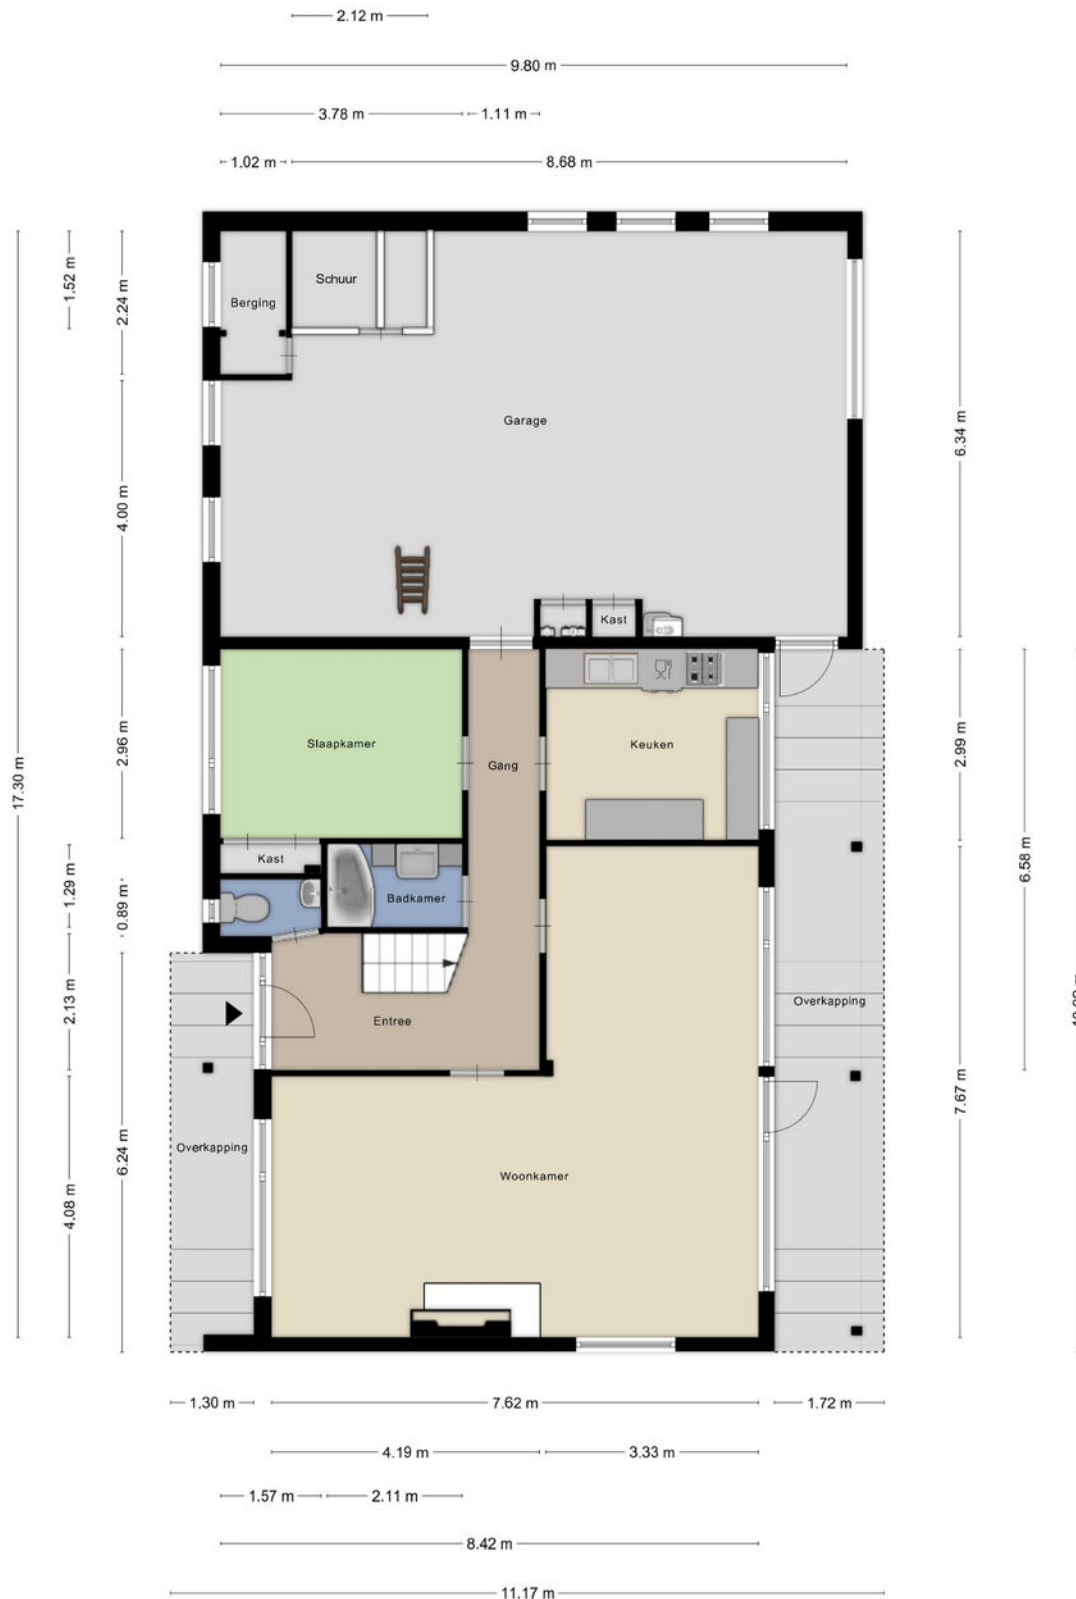 2.12 m
9.80 m
3.78 m
1.11 m
1.02 m
8.68 m
1.52 m
2.24 m
Schuur
Berging
Garage
6.34 m
4.00 m
Kast
17.30 m
2.96 m
Slaapkamer
Gang
Keuken
2.99 m
6.58 m
Kast
1.29 m
0.89 m
Badkamer
2.13 m
Entree
Overkapping
7.67 m
Overkapping
6.24 m
4.08 m
Woonkamer
1.30 m
7.62 m
1.72 m
4.19 m
3.33 m
1.57 m
2.11 m
8.42 m
11.17 m